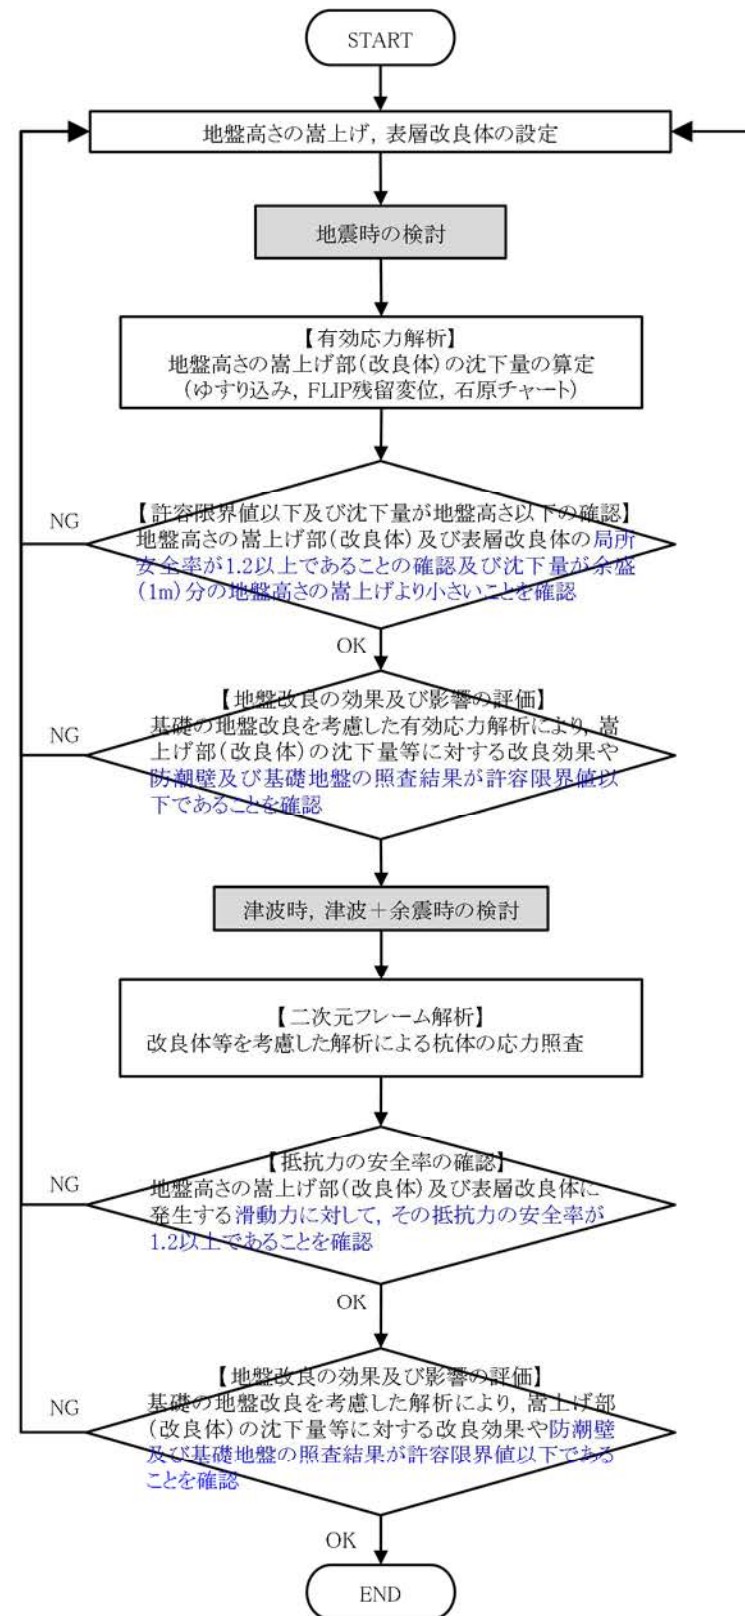 START
地盤高さの嵩上げ, 表層改良体の設定
地震時の検討
【有効応力解析】
地盤高さの嵩上げ部(改良体)の沈下量の算定
(ゆすり込み, FLIP残留変位, 石原チャート)
NG
【許容限界値以下及び沈下量が地盤高さ以下の確認】
地盤高さの嵩上げ部(改良体)及び表層改良体の局所
安全率が1.2以上であることの確認及び沈下量が余盛
(1m)分の地盤高さの嵩上げより小さいことを確認
OK
NG
【地盤改良の効果及び影響の評価】
基礎の地盤改良を考慮した有効応力解析により, 嵩
上げ部(改良体)の沈下量等に対する改良効果や
防潮壁及び基礎地盤の照査結果が許容限界値以
下であることを確認
津波時, 津波＋余震時の検討
【二次元フレーム解析】
改良体等を考慮した解析による杭体の応力照査
NG
【抵抗力の安全率の確認】
地盤高さの嵩上げ部(改良体)及び表層改良体に
発生する滑動力に対して, その抵抗力の安全率が
1.2以上であることを確認
OK
NG
【地盤改良の効果及び影響の評価】
基礎の地盤改良を考慮した解析により, 嵩上げ部
(改良体)の沈下量等に対する改良効果や防潮壁
及び基礎地盤の照査結果が許容限界値以下である
ことを確認
OK
END